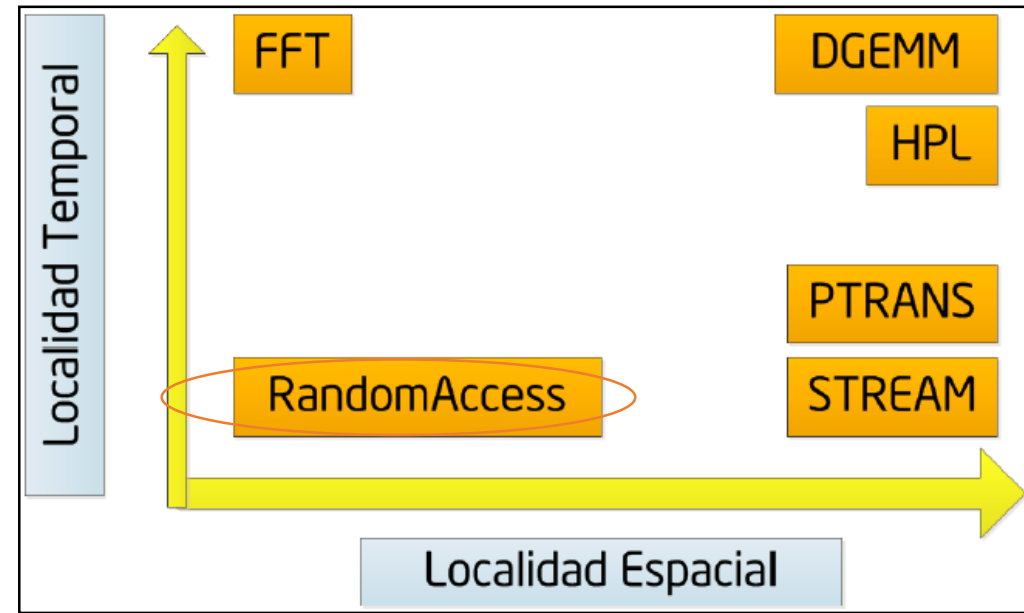 Localidad Temporal
FFT
DGEMM
HPL
PTRANS
RandomAccess
STREAM
Localidad Espacial